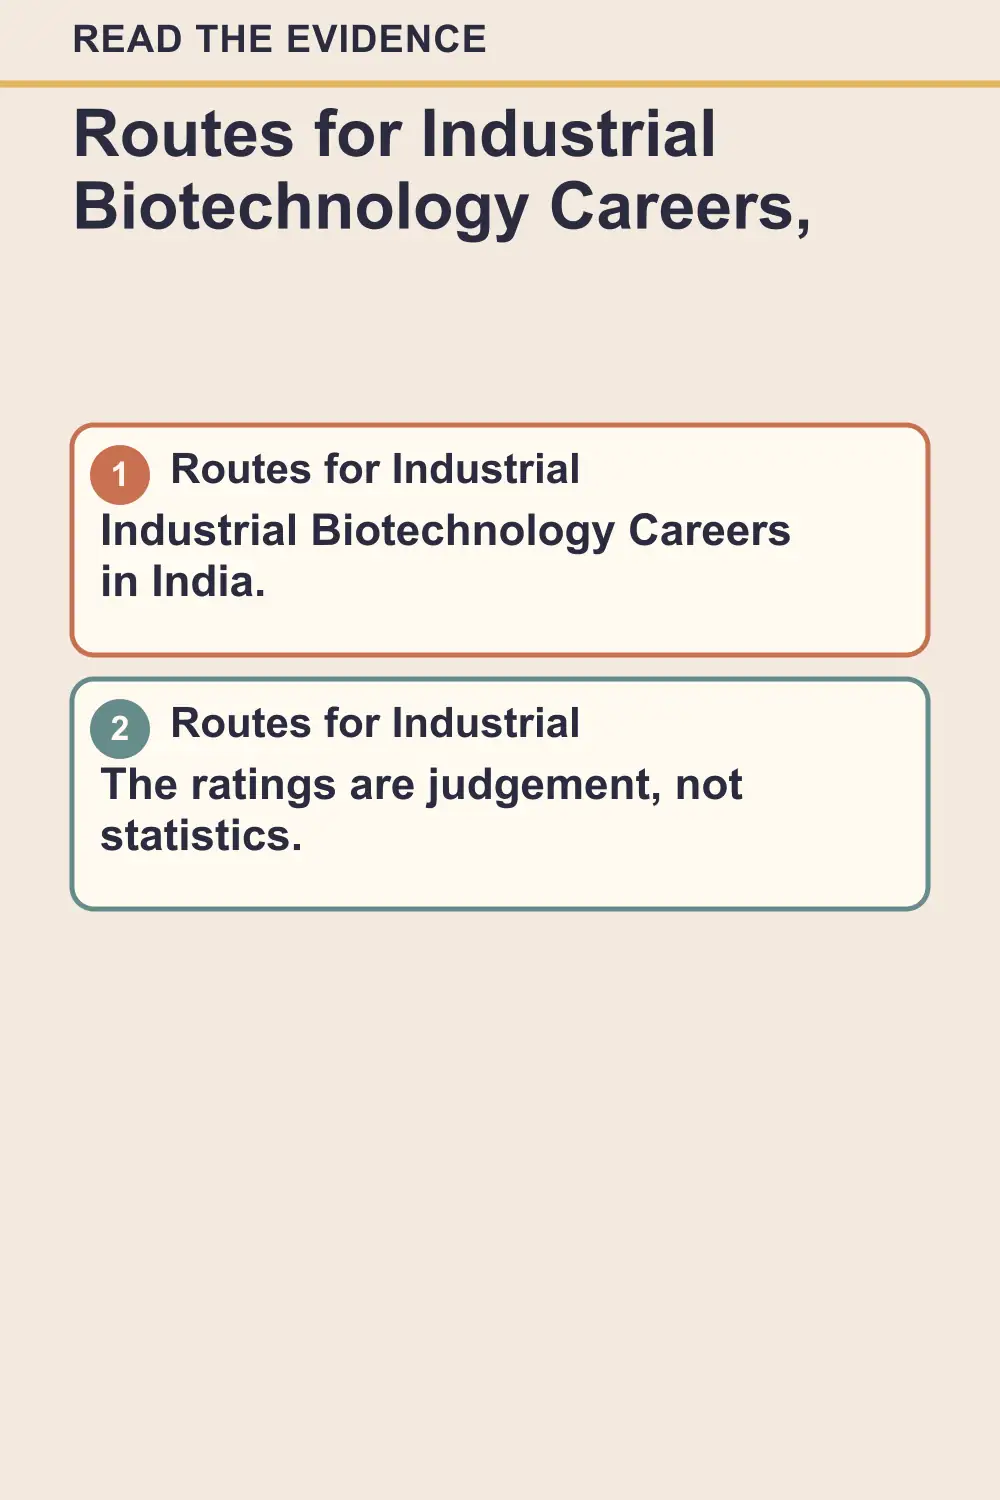 READ THE EVIDENCE
Routes for Industrial
Biotechnology Careers,
1 Routes for Industrial
Industrial Biotechnology Careers
in India.
2 Routes for Industrial
The ratings are judgement, not
statistics.